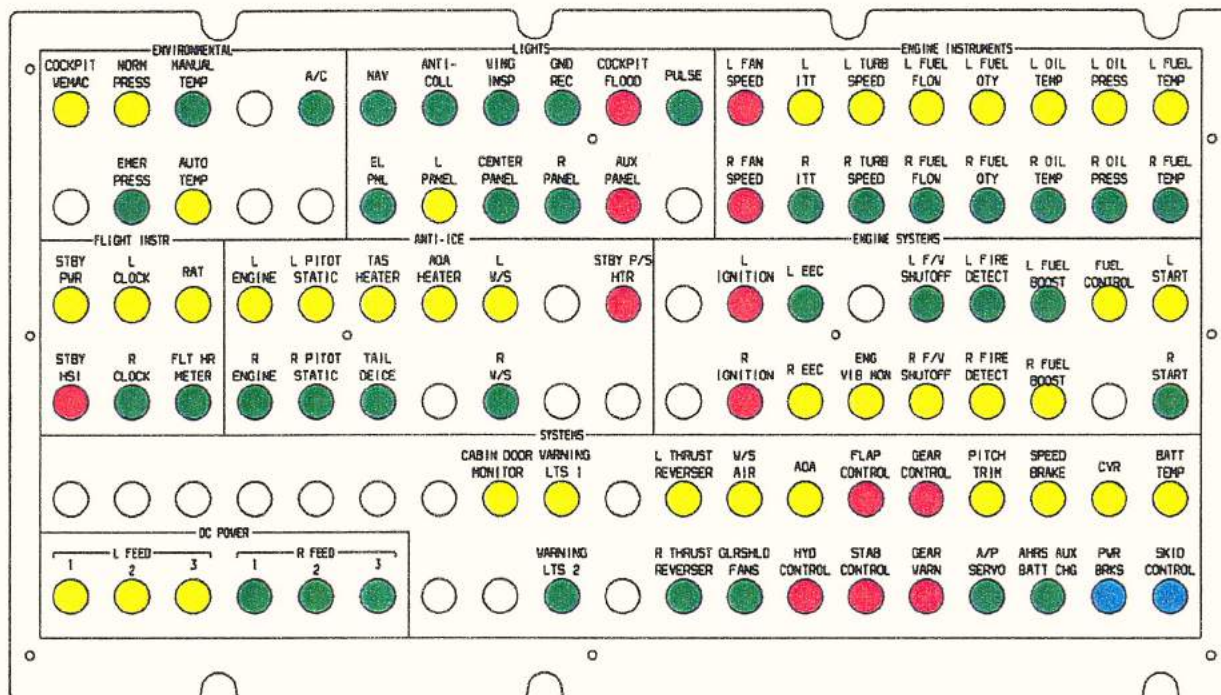 ENVIRONMENTAL LIGHTS ENGINE INSTRUMENTS
COCKPIT NORM MANUAL ANTI- WING GND COCKPIT L FAN L L TURB L FUEL L FUEL L OIL L OIL L FUEL
VEMAC PRESS TEMP A/C NAV COLL INSP REC FLOOD PULSE SPEED ITT SPEED FLOW QTY TEMP PRESS TEMP
EMER AUTO EL L CENTER R AUX R FAN R R TURB R FUEL R FUEL R OIL R OIL R FUEL
PRESS TEMP PNL PANEL PANEL PANEL PANEL SPEED ITT SPEED FLOW QTY TEMP PRESS TEMP
FLIGHT INSTR ANTI-ICE ENGINE SYSTEMS
STBY L RAT L L PITOT TAS AOA L STBY P/S L L EEC L F/W L FIRE L FUEL FUEL L
PWR CLOCK ENGINE STATIC HEATER HEATER W/S HTR IGNITION SHUTOFF DETECT BOOST CONTROL START
STBY R FLT HR R R PITOT TAIL R R R EEC ENG R F/W R FIRE R FUEL R
HSI CLOCK METER ENGINE STATIC DEICE W/S IGNITION VIB MON SHUTOFF DETECT BOOST START
SYSTEMS
CABIN DOOR WARNING L THRUST W/S AOA FLAP GEAR PITCH SPEED CVR BATT
MONITOR LTS 1 REVERSER AIR CONTROL CONTROL TRIM BRAKE TEMP
DC POWER
L FEED R FEED
1 2 3 1 2 3
WARNING R THRUST GLRSHLD HYD STAB GEAR A/P AHRS AUX PWR SKID
LTS 2 REVERSER FANS CONTROL CONTROL WARN SERVO BATT CHG BRKS CONTROL